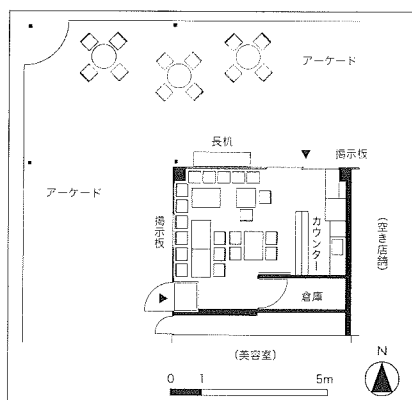 アーケード
長机
掲示板
アーケード
掲示板
カウンター
(空き店舗)
倉庫
(美容室)
N
0 1 5m